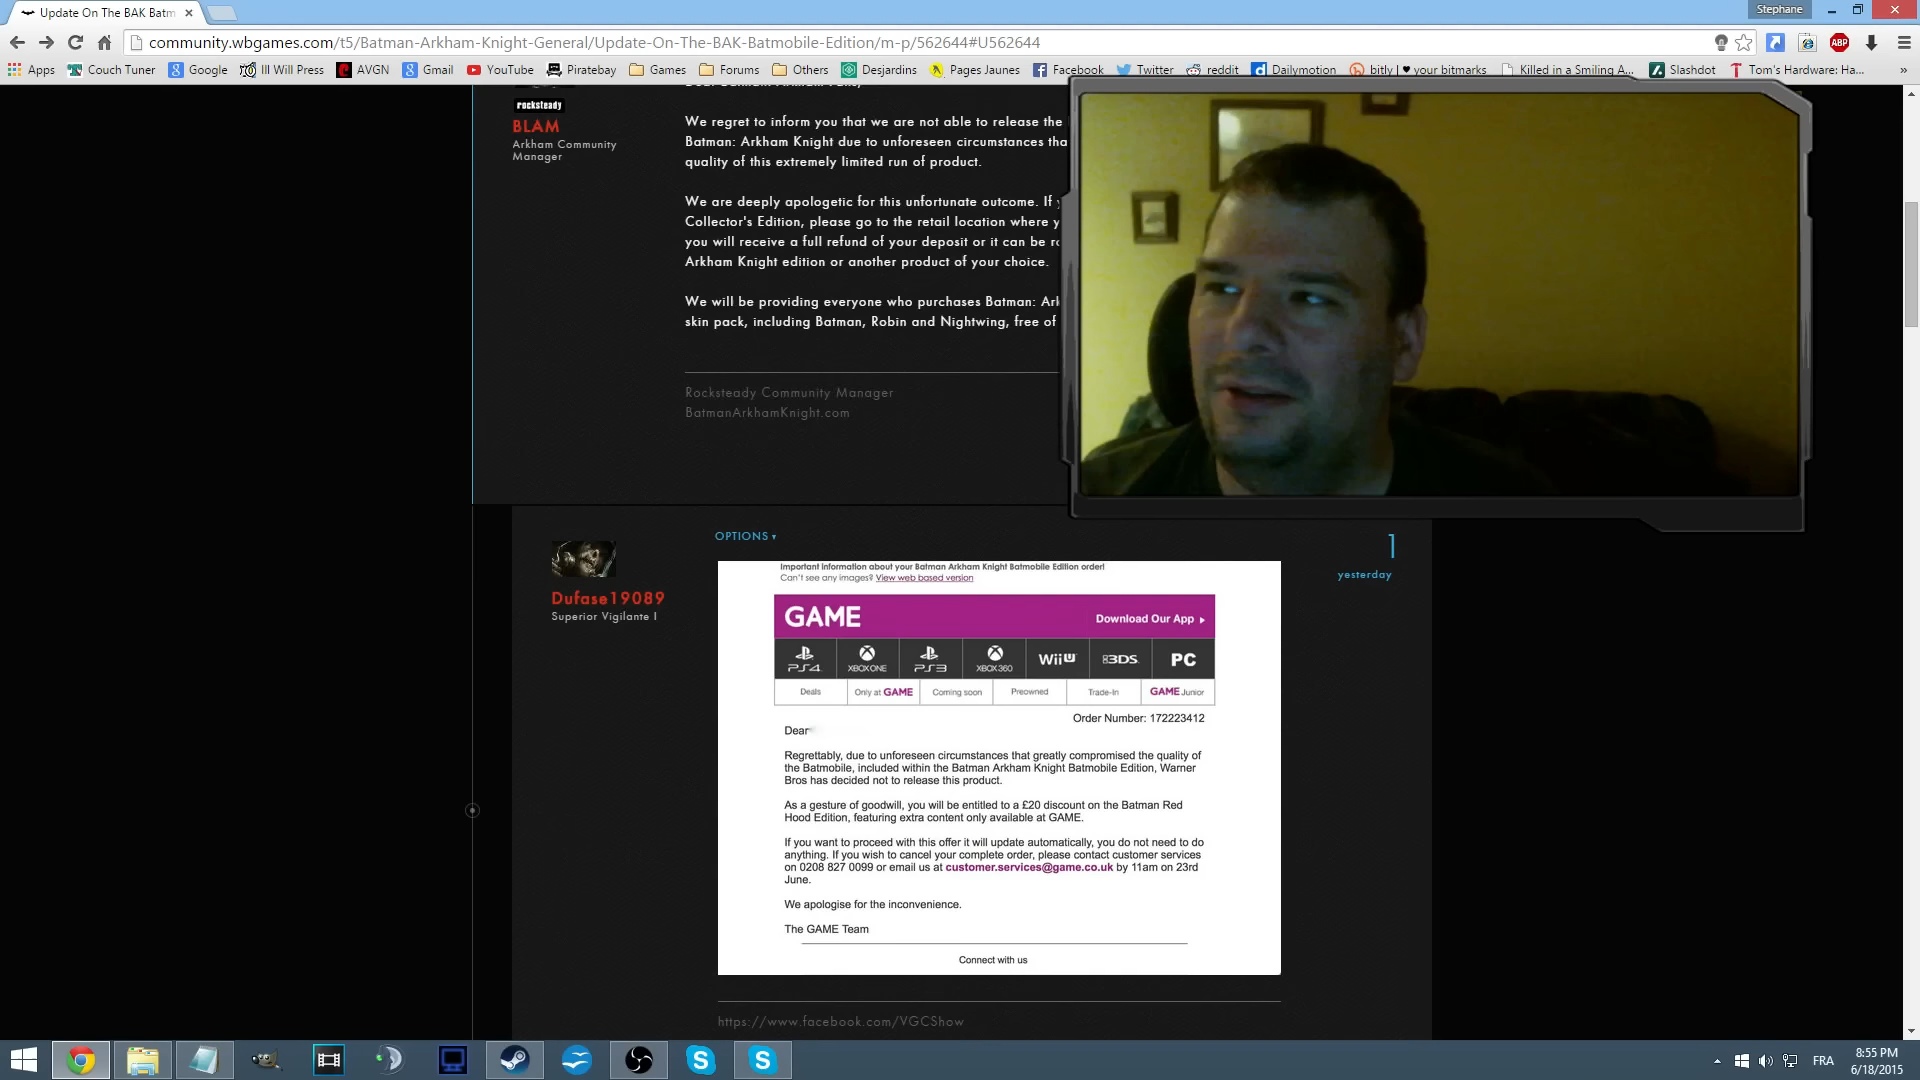 Update On The BAK Batm
Stephane
community.wbgames.com/t5/Batman-Arkham-Knight-General/Update-On-The-BAK-Batmobile-Edition/m-p/562644#U562644
ABP
Apps Couch Tuner Google Ill Will Press AVGN Gmail YouTube Piratebay Games Forums Others Desjardins Pages Jaunes Facebook Twitter reddit Dailymotion bitly | ♥ your bitmarks Killed in a Smiling A... Slashdot Tom's Hardware: Ha... »
rocksteady
BLAM
Arkham Community
Manager
We regret to inform you that we are not able to release the
Batman: Arkham Knight due to unforeseen circumstances tha
quality of this extremely limited run of product.
We are deeply apologetic for this unfortunate outcome. If y
Collector's Edition, please go to the retail location where y
you will receive a full refund of your deposit or it can be ro
Arkham Knight edition or another product of your choice.
We will be providing everyone who purchases Batman: Ark
skin pack, including Batman, Robin and Nightwing, free of
Rocksteady Community Manager
BatmanArkhamKnight.com
OPTIONS
1
yesterday
Dufase19089
Superior Vigilante I
Important information about your Batman Arkham Knight Batmobile Edition order!
Can't see any images? View web based version
GAME Download Our App
PS4 XBOX ONE PS3 XBOX 360 Wii U 3DS PC
Deals Only at GAME Coming soon Preowned Trade-In GAME Junior
Order Number: 172223412
Dear
Regrettably, due to unforeseen circumstances that greatly compromised the quality of
the Batmobile, included within the Batman Arkham Knight Batmobile Edition, Warner
Bros has decided not to release this product.
As a gesture of goodwill, you will be entitled to a £20 discount on the Batman Red
Hood Edition, featuring extra content only available at GAME.
If you want to proceed with this offer it will update automatically, you do not need to do
anything. If you wish to cancel your complete order, please contact customer services
on 0208 827 0099 or email us at customer.services@game.co.uk by 11am on 23rd
June.
We apologise for the inconvenience.
The GAME Team
Connect with us
https://www.facebook.com/VGCShow
FRA
8:55 PM
6/18/2015